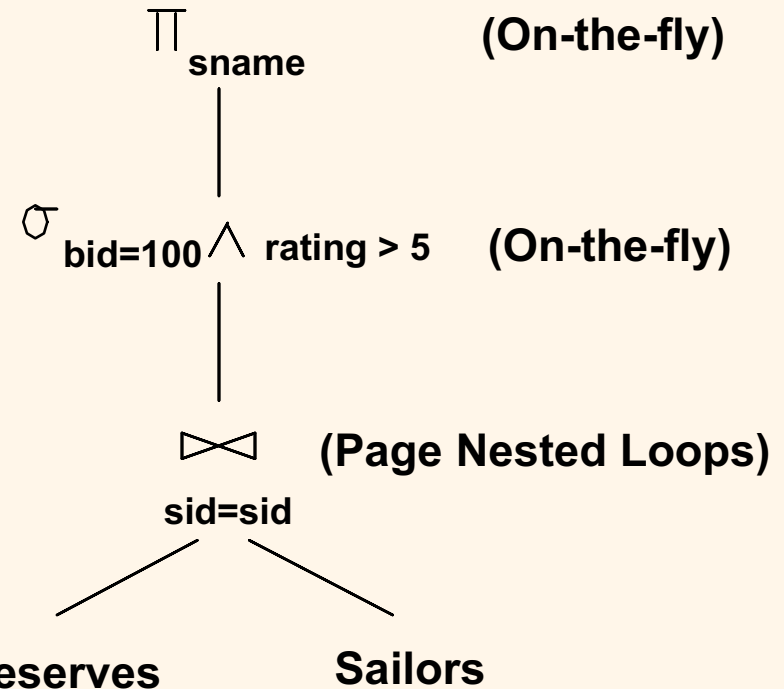 π sname (On-the-fly)
σ bid=100 ∧ rating > 5 (On-the-fly)
⋈ (Page Nested Loops)
sid=sid
eserves Sailors